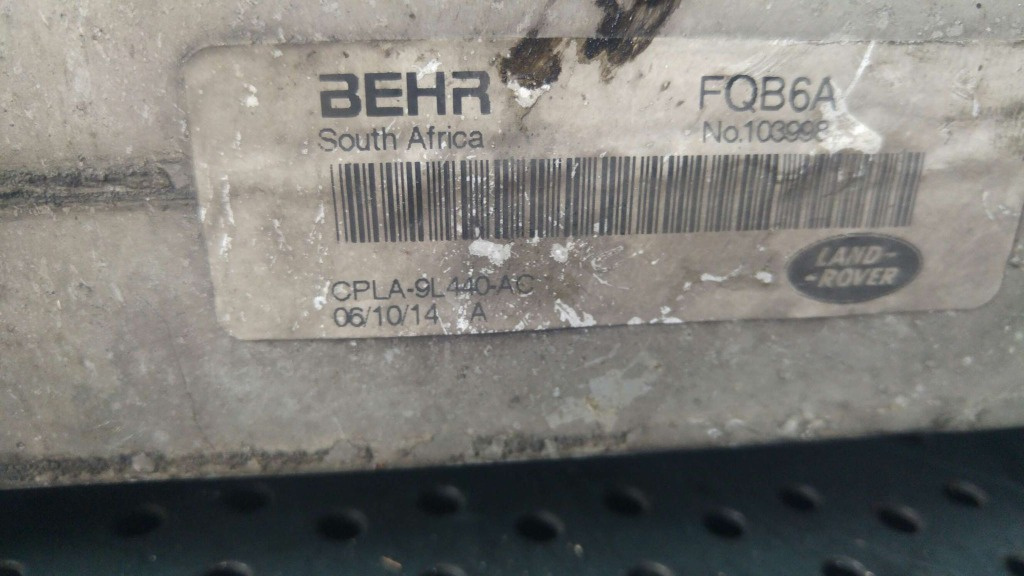 BEHR
South Africa
FQB6A
No.103998
CPLA-9L440-AC
06/10/14 A
LAND-
-ROVER